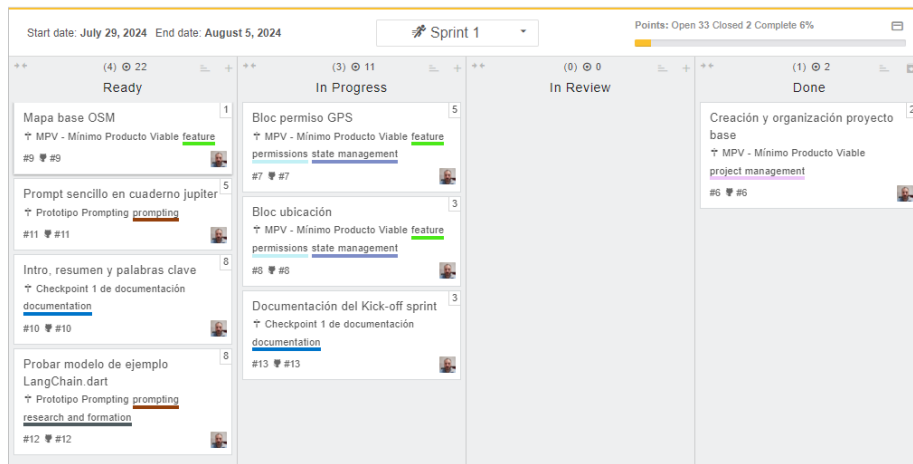 Start date: July 29, 2024 End date: August 5, 2024
Sprint 1
Points: Open 33 Closed 2 Complete 6%
(4) 22
Ready
Mapa base OSM
1
MPV - Mínimo Producto Viable feature
#9 #9
Prompt sencillo en cuaderno jupiter
5
Prototipo Prompting prompting
#11 #11
Intro, resumen y palabras clave
8
Checkpoint 1 de documentación
documentation
#10 #10
Probar modelo de ejemplo
8
LangChain.dart
Prototipo Prompting prompting
research and formation
#12 #12
(3) 11
In Progress
Bloc permiso GPS
5
MPV - Mínimo Producto Viable feature
permissions state management
#7 #7
Bloc ubicación
3
MPV - Mínimo Producto Viable feature
permissions state management
#8 #8
Documentación del Kick-off sprint
3
Checkpoint 1 de documentación
documentation
#13 #13
(0) 0
In Review
(1) 2
Done
Creación y organización proyecto
2
base
MPV - Mínimo Producto Viable
project management
#6 #6